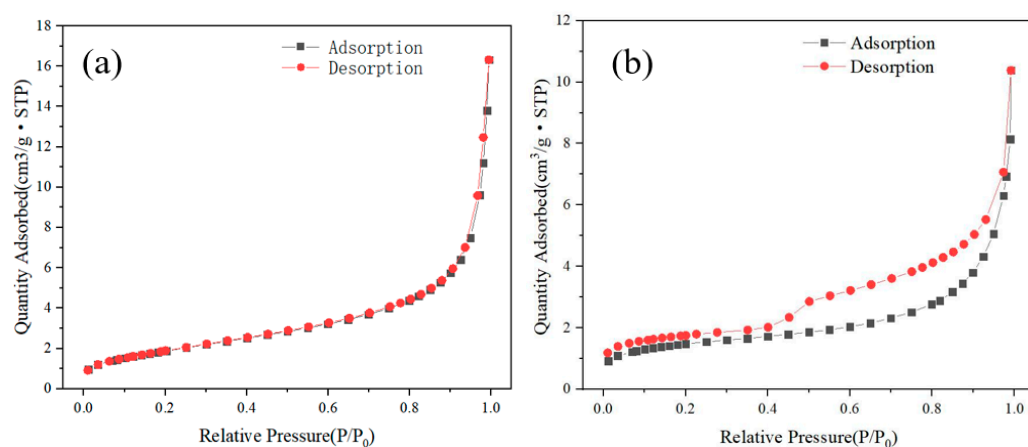 (a)
Adsorption
Desorption
Quantity Adsorbed(cm3/g • STP)
18
16
14
12
10
8
6
4
2
0
0.0 0.2 0.4 0.6 0.8 1.0
Relative Pressure(P/P₀)
(b)
Adsorption
Desorption
Quantity Adsorbed(cm³/g • STP)
12
10
8
6
4
2
0
0.0 0.2 0.4 0.6 0.8 1.0
Relative Pressure(P/P₀)